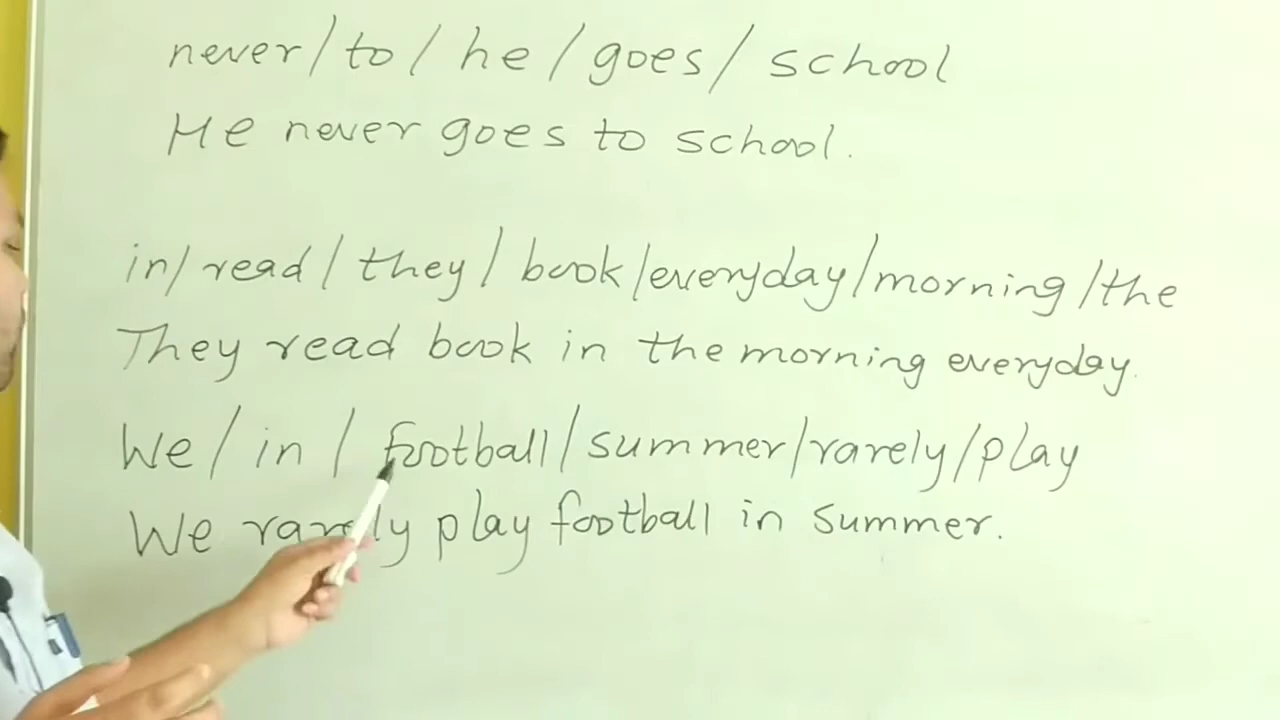 never/to/he/goes/school
He never goes to school.
in/read/they/book/everyday/morning/the
They read book in the morning everyday.
We/in/football/summer/rarely/play
We rarely play football in summer.